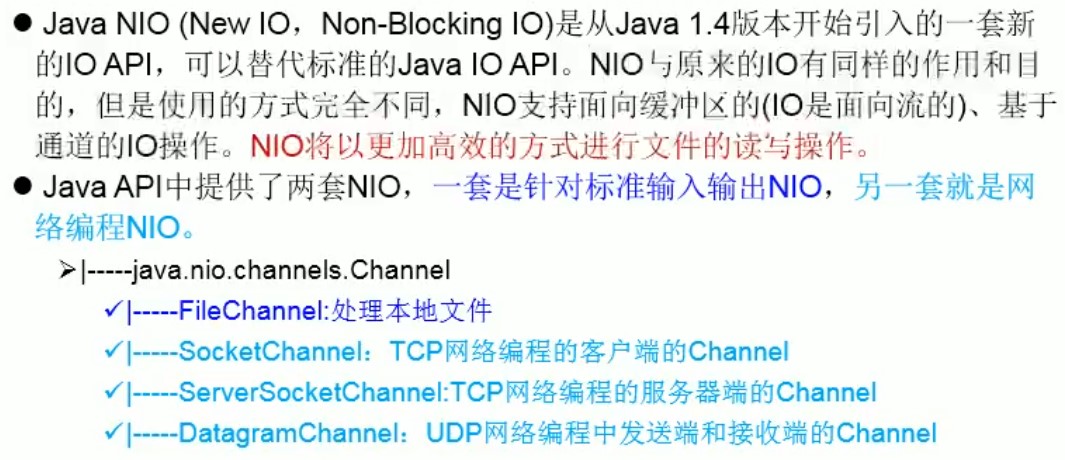 ● Java NIO (New IO，Non-Blocking IO)是从Java 1.4版本开始引入的一套新
的IO API，可以替代标准的Java IO API。NIO与原来的IO有同样的作用和目
的，但是使用的方式完全不同，NIO支持面向缓冲区的(IO是面向流的)、基于
通道的IO操作。NIO将以更加高效的方式进行文件的读写操作。
● Java API中提供了两套NIO，一套是针对标准输入输出NIO，另一套就是网
络编程NIO。
➢|-----java.nio.channels.Channel
✓|-----FileChannel:处理本地文件
✓|-----SocketChannel：TCP网络编程的客户端的Channel
✓|-----ServerSocketChannel:TCP网络编程的服务器端的Channel
✓|-----DatagramChannel：UDP网络编程中发送端和接收端的Channel